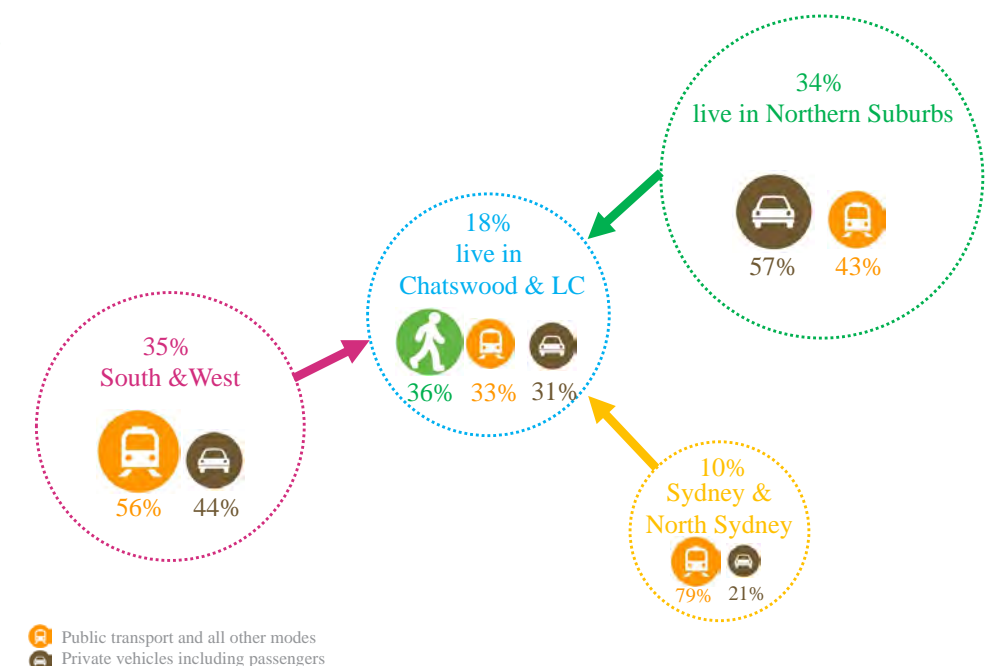 34%
live in Northern Suburbs
57% 43%
18%
live in
Chatswood & LC
36% 33% 31%
35%
South &West
56% 44%
10%
Sydney &
North Sydney
79% 21%
Public transport and all other modes
Private vehicles including passengers